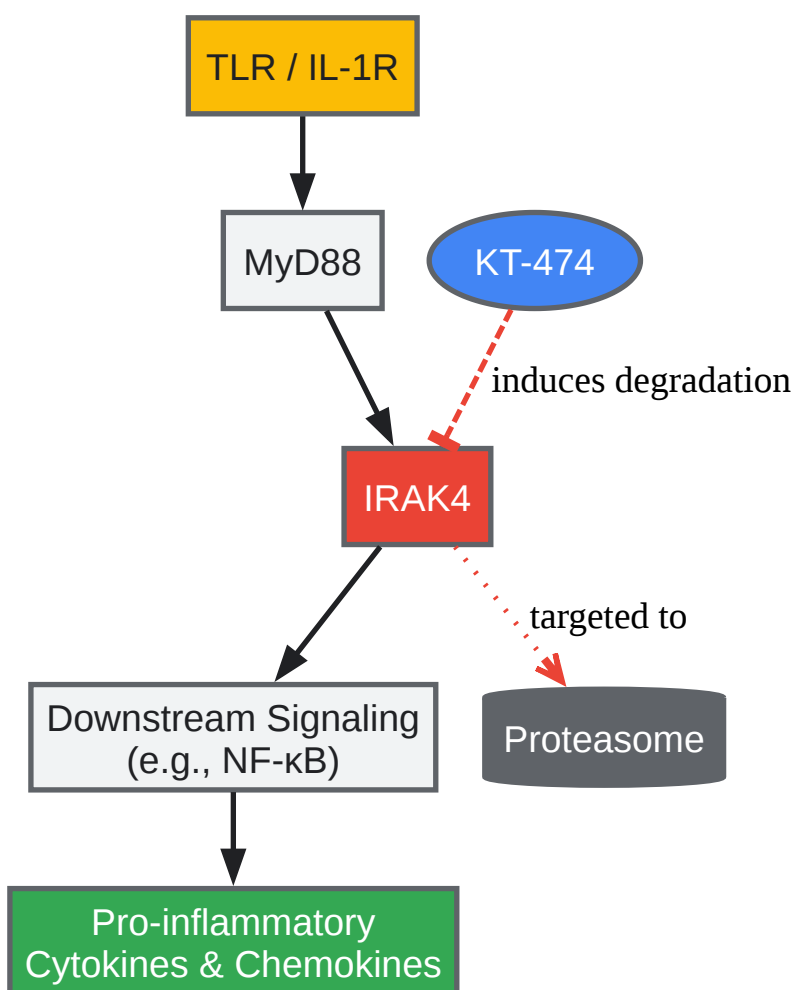 TLR / IL-1R
MyD88
KT-474
induces degradation
IRAK4
targeted to
Downstream Signaling
(e.g., NF-κB)
Proteasome
Pro-inflammatory
Cytokines & Chemokines